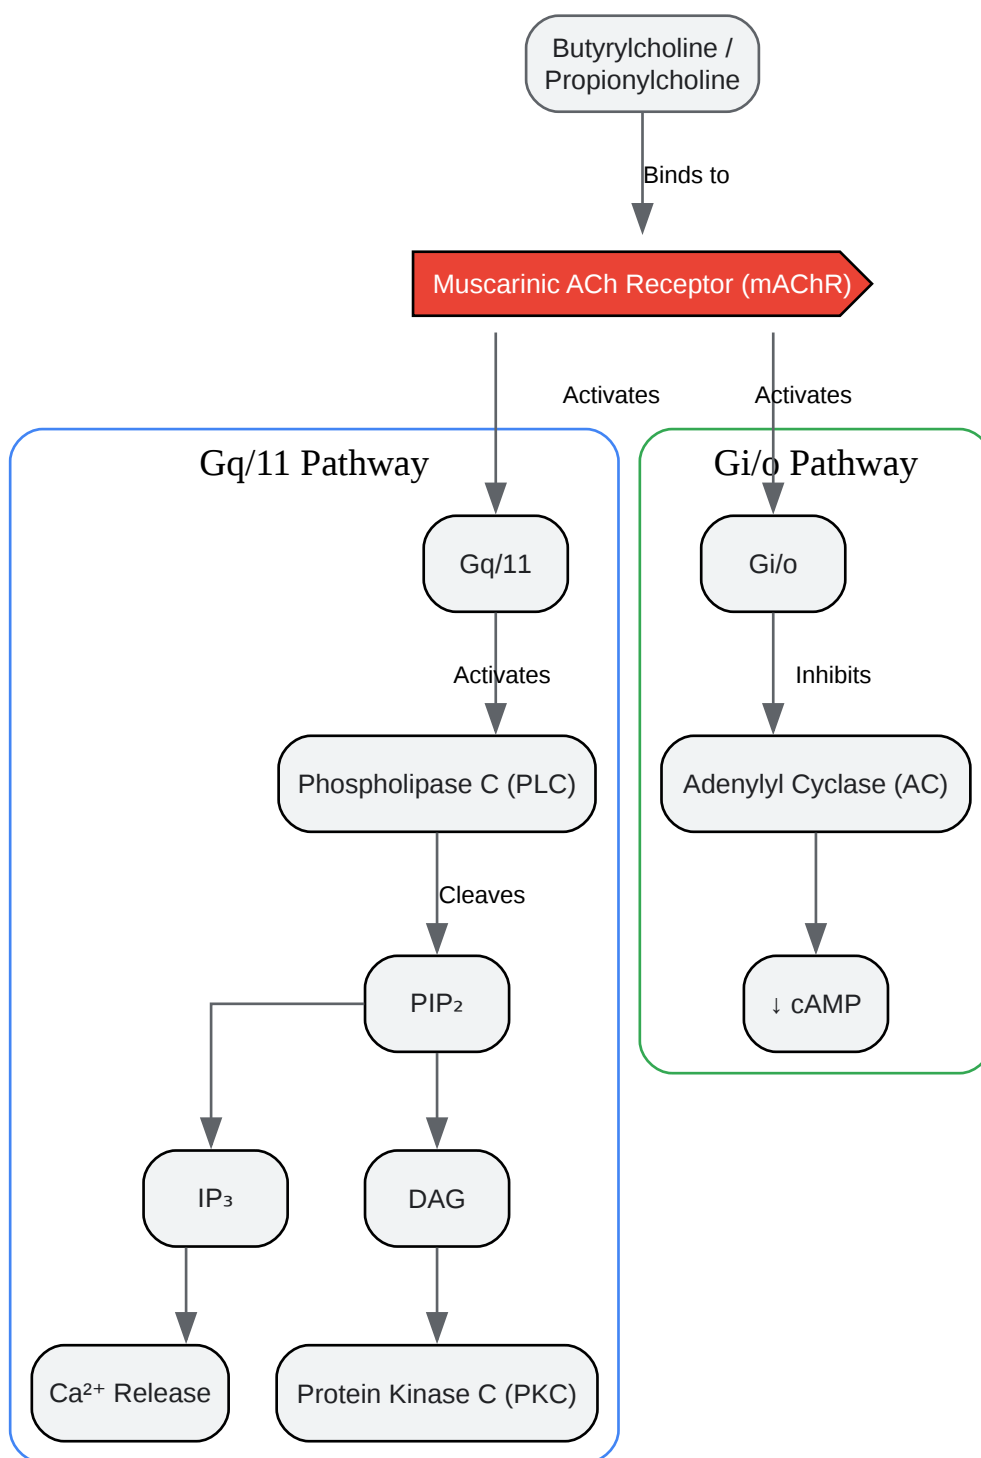 Butyrylcholine /
Propionylcholine
Binds to
Muscarinic ACh Receptor (mAChR)
Activates
Activates
Gq/11 Pathway
Gi/o Pathway
Gq/11
Gi/o
Activates
Inhibits
Phospholipase C (PLC)
Adenylyl Cyclase (AC)
Cleaves
PIP₂
↓ cAMP
IP₃
DAG
Ca²⁺ Release
Protein Kinase C (PKC)